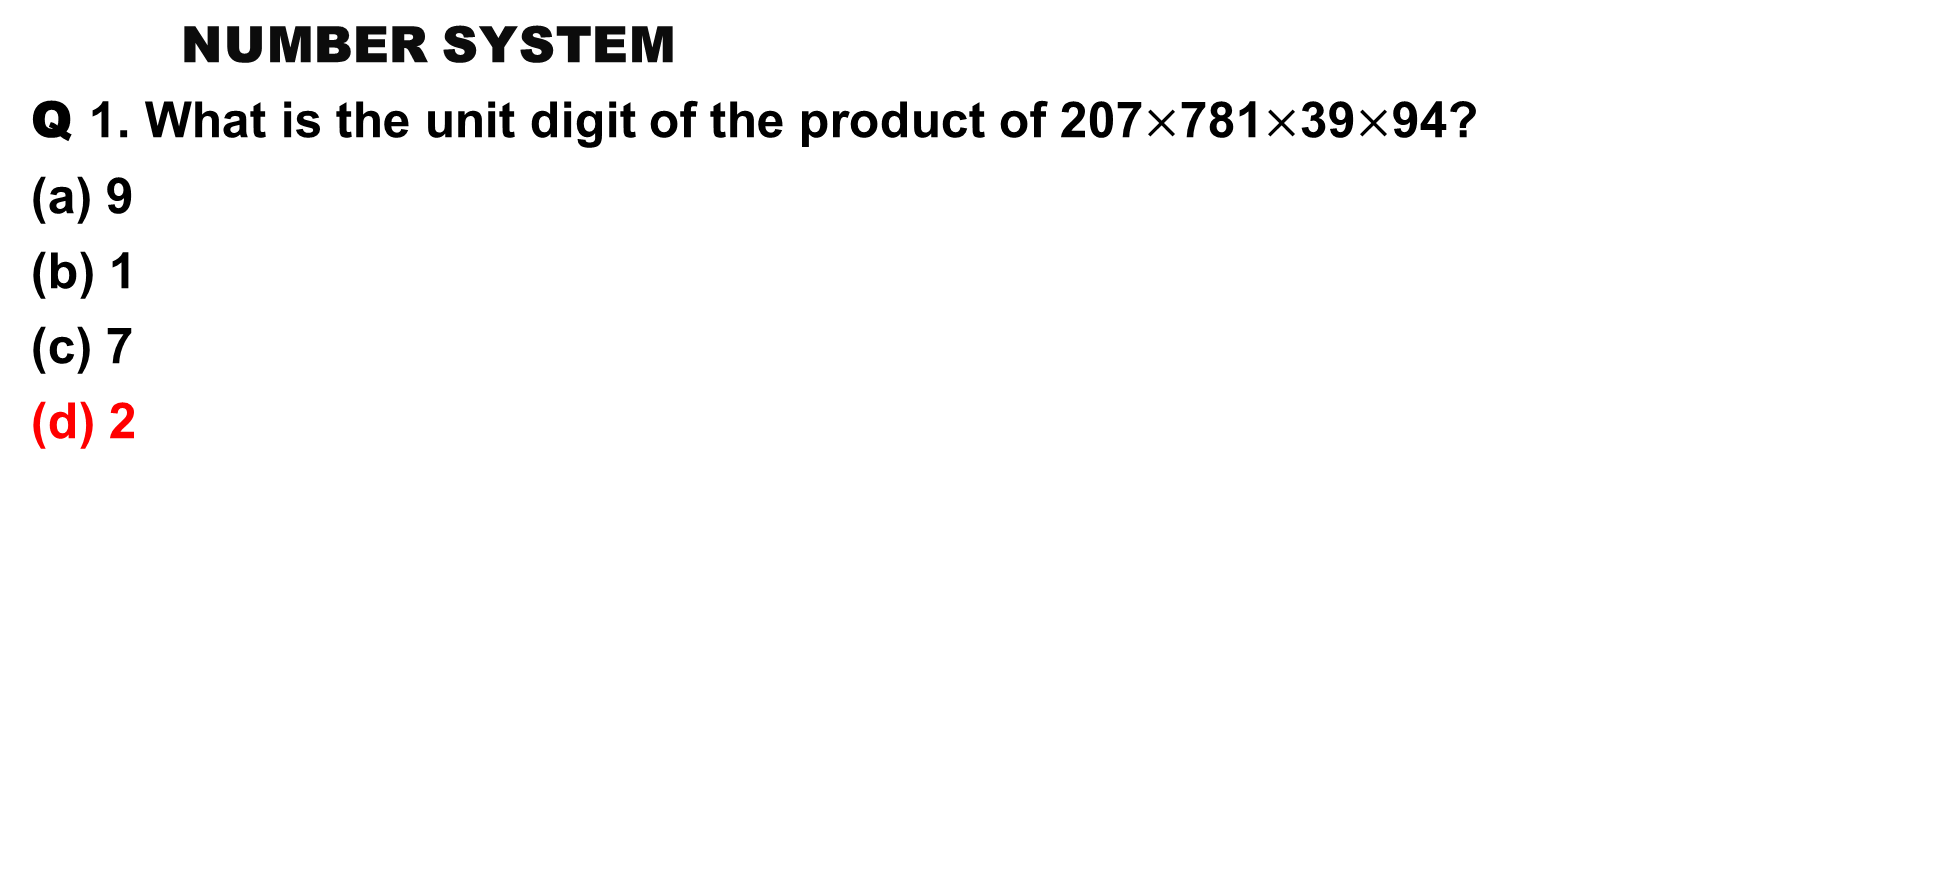 NUMBER SYSTEM
Q 1. What is the unit digit of the product of 207×781×39×94?
(a) 9
(b) 1
(c) 7
(d) 2